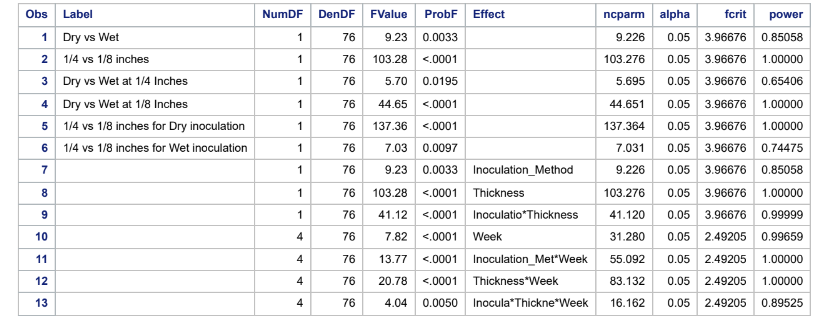 Obs Label NumDF DenDF FValue ProbF Effect ncparm alpha fcrit power
1 Dry vs Wet 1 76 9.23 0.0033 9.226 0.05 3.96676 0.85058
2 1/4 vs 1/8 inches 1 76 103.28 <.0001 103.276 0.05 3.96676 1.00000
3 Dry vs Wet at 1/4 Inches 1 76 5.70 0.0195 5.695 0.05 3.96676 0.65406
4 Dry vs Wet at 1/8 Inches 1 76 44.65 <.0001 44.651 0.05 3.96676 1.00000
5 1/4 vs 1/8 inches for Dry inoculation 1 76 137.36 <.0001 137.364 0.05 3.96676 1.00000
6 1/4 vs 1/8 inches for Wet inoculation 1 76 7.03 0.0097 7.031 0.05 3.96676 0.74475
7 1 76 9.23 0.0033 Inoculation_Method 9.226 0.05 3.96676 0.85058
8 1 76 103.28 <.0001 Thickness 103.276 0.05 3.96676 1.00000
9 1 76 41.12 <.0001 Inoculatio*Thickness 41.120 0.05 3.96676 0.99999
10 4 76 7.82 <.0001 Week 31.280 0.05 2.49205 0.99659
11 4 76 13.77 <.0001 Inoculation_Met*Week 55.092 0.05 2.49205 1.00000
12 4 76 20.78 <.0001 Thickness*Week 83.132 0.05 2.49205 1.00000
13 4 76 4.04 0.0050 Inocula*Thickne*Week 16.162 0.05 2.49205 0.89525